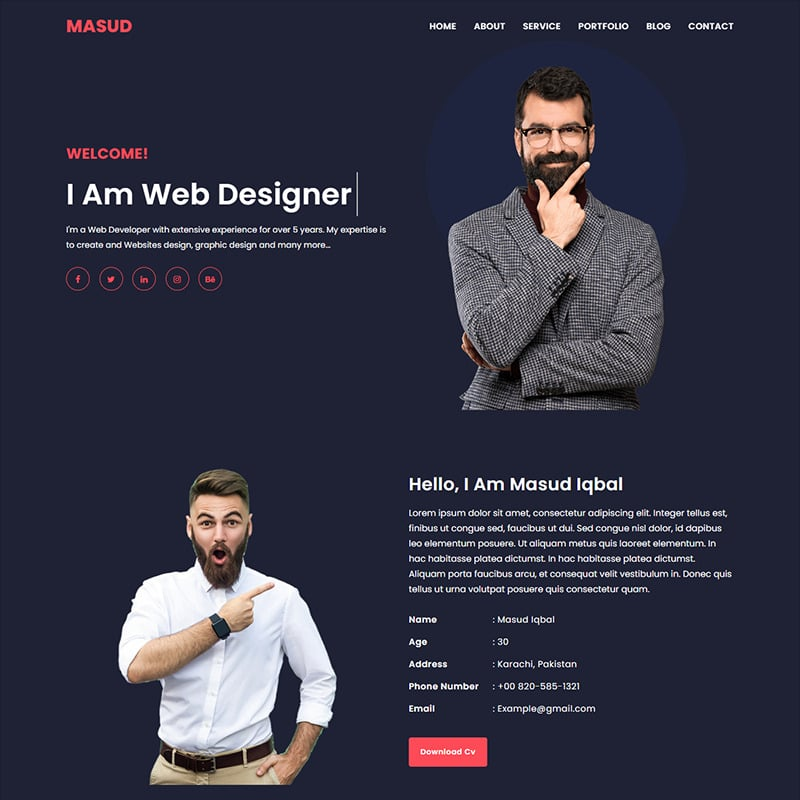 MASUD
HOME ABOUT SERVICE PORTFOLIO BLOG CONTACT
WELCOME!
I Am Web Designer
I'm a Web Developer with extensive experience for over 5 years. My expertise is
to create and Websites design, graphic design and many more...
Bē
Hello, I Am Masud Iqbal
Lorem ipsum dolor sit amet, consectetur adipiscing elit. Integer tellus est,
finibus ut congue sed, faucibus ut dui. Sed congue nisl dolor, id dapibus
leo elementum posuere. Ut aliquam metus quis laoreet elementum. In
hac habitasse platea dictumst. In hac habitasse platea dictumst.
Aliquam porta faucibus arcu, et consequat velit vestibulum in. Donec quis
tellus ut urna volutpat posuere quis consectetur quam.
Name : Masud Iqbal
Age : 30
Address : Karachi, Pakistan
Phone Number : +00 820-585-1321
Email : Example@gmail.com
Download Cv